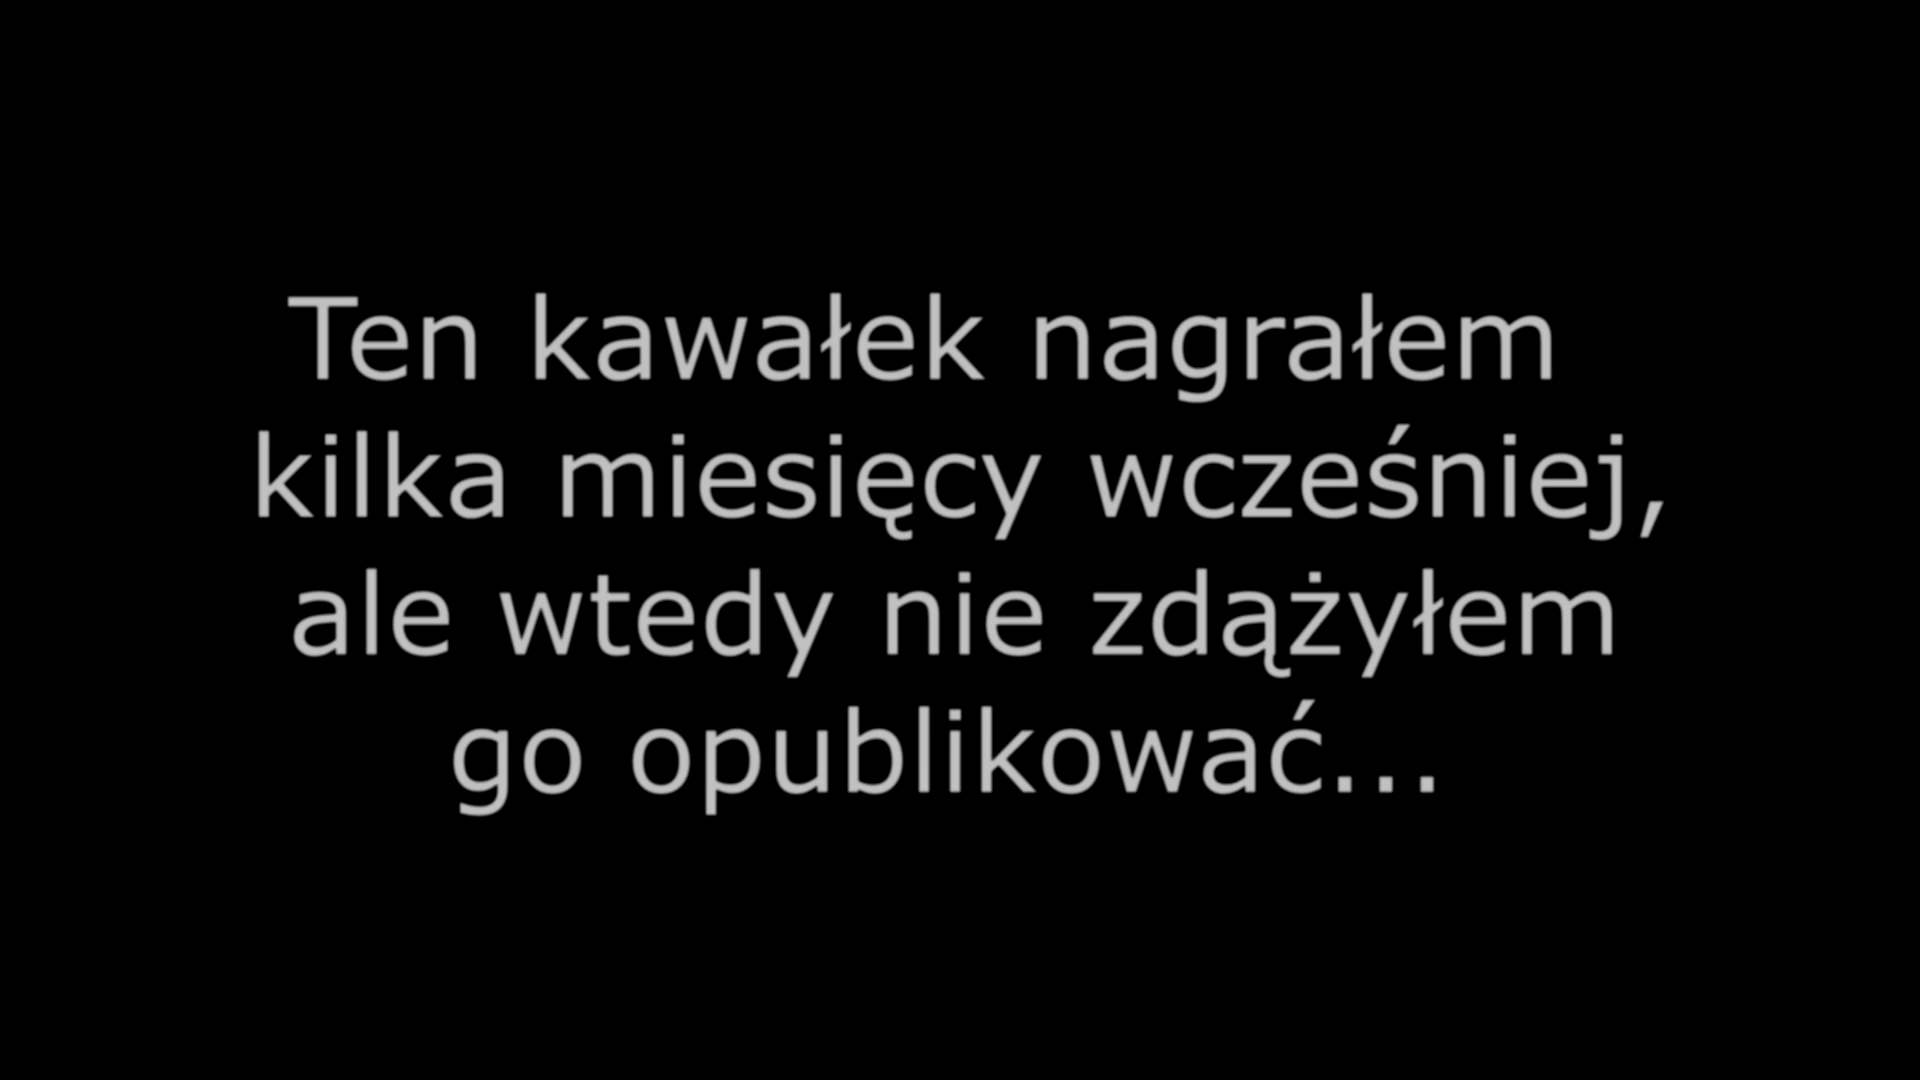 Ten kawałek nagrałem
kilka miesięcy wcześniej,
ale wtedy nie zdążyłem
go opublikować...